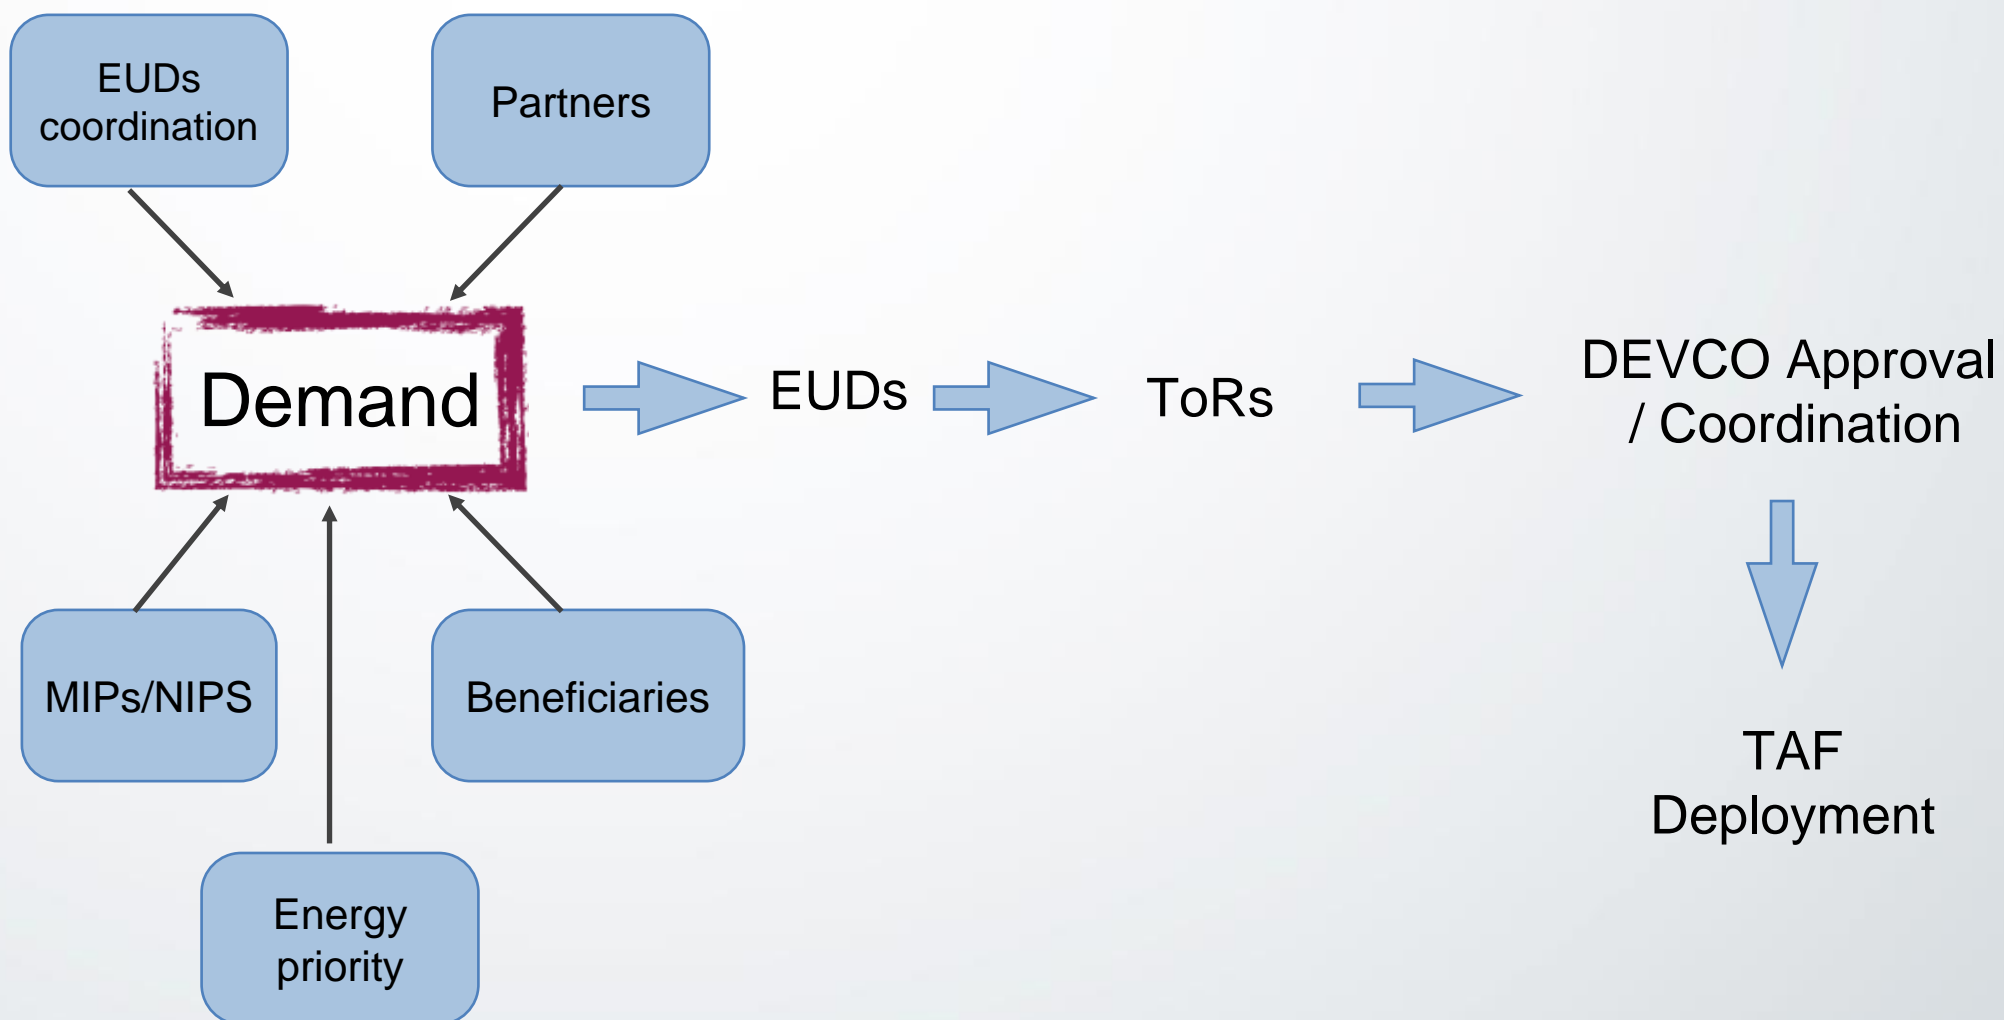 EUDs
coordination
Partners
Demand
EUDs
ToRs
DEVCO Approval
/ Coordination
MIPs/NIPS
Beneficiaries
TAF
Deployment
Energy
priority